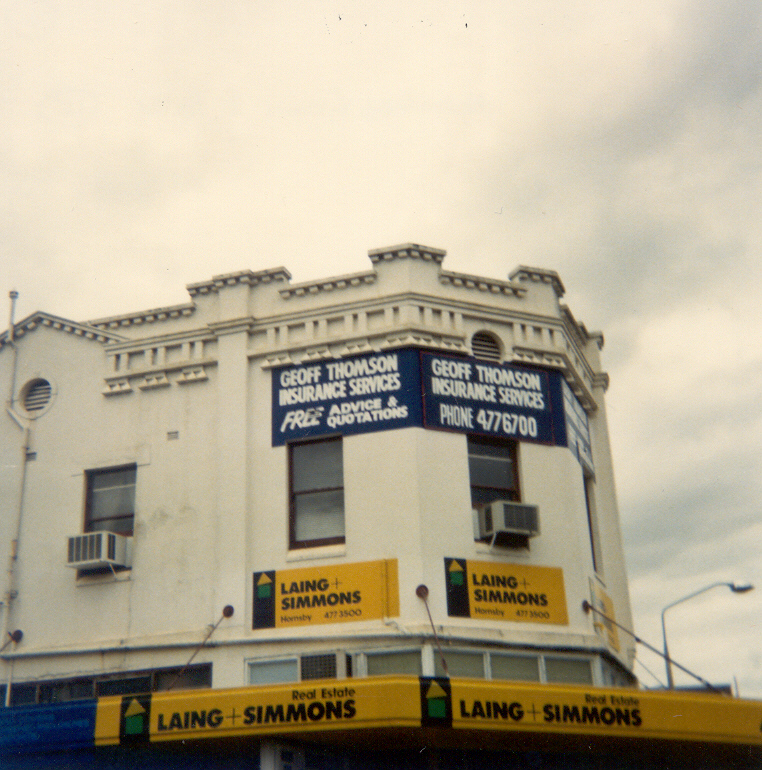 GEOFF THOMSON
INSURANCE SERVICES
FREE ADVICE &
QUOTATIONS
GEOFF THOMSON
INSURANCE SERVICES
PHONE 4776700
LAING+
SIMMONS
Hornsby 477 3500
LAING+
SIMMONS
Hornsby 477 3500
Real Estate
LAING+SIMMONS
Real Estate
LAING+SIMMONS